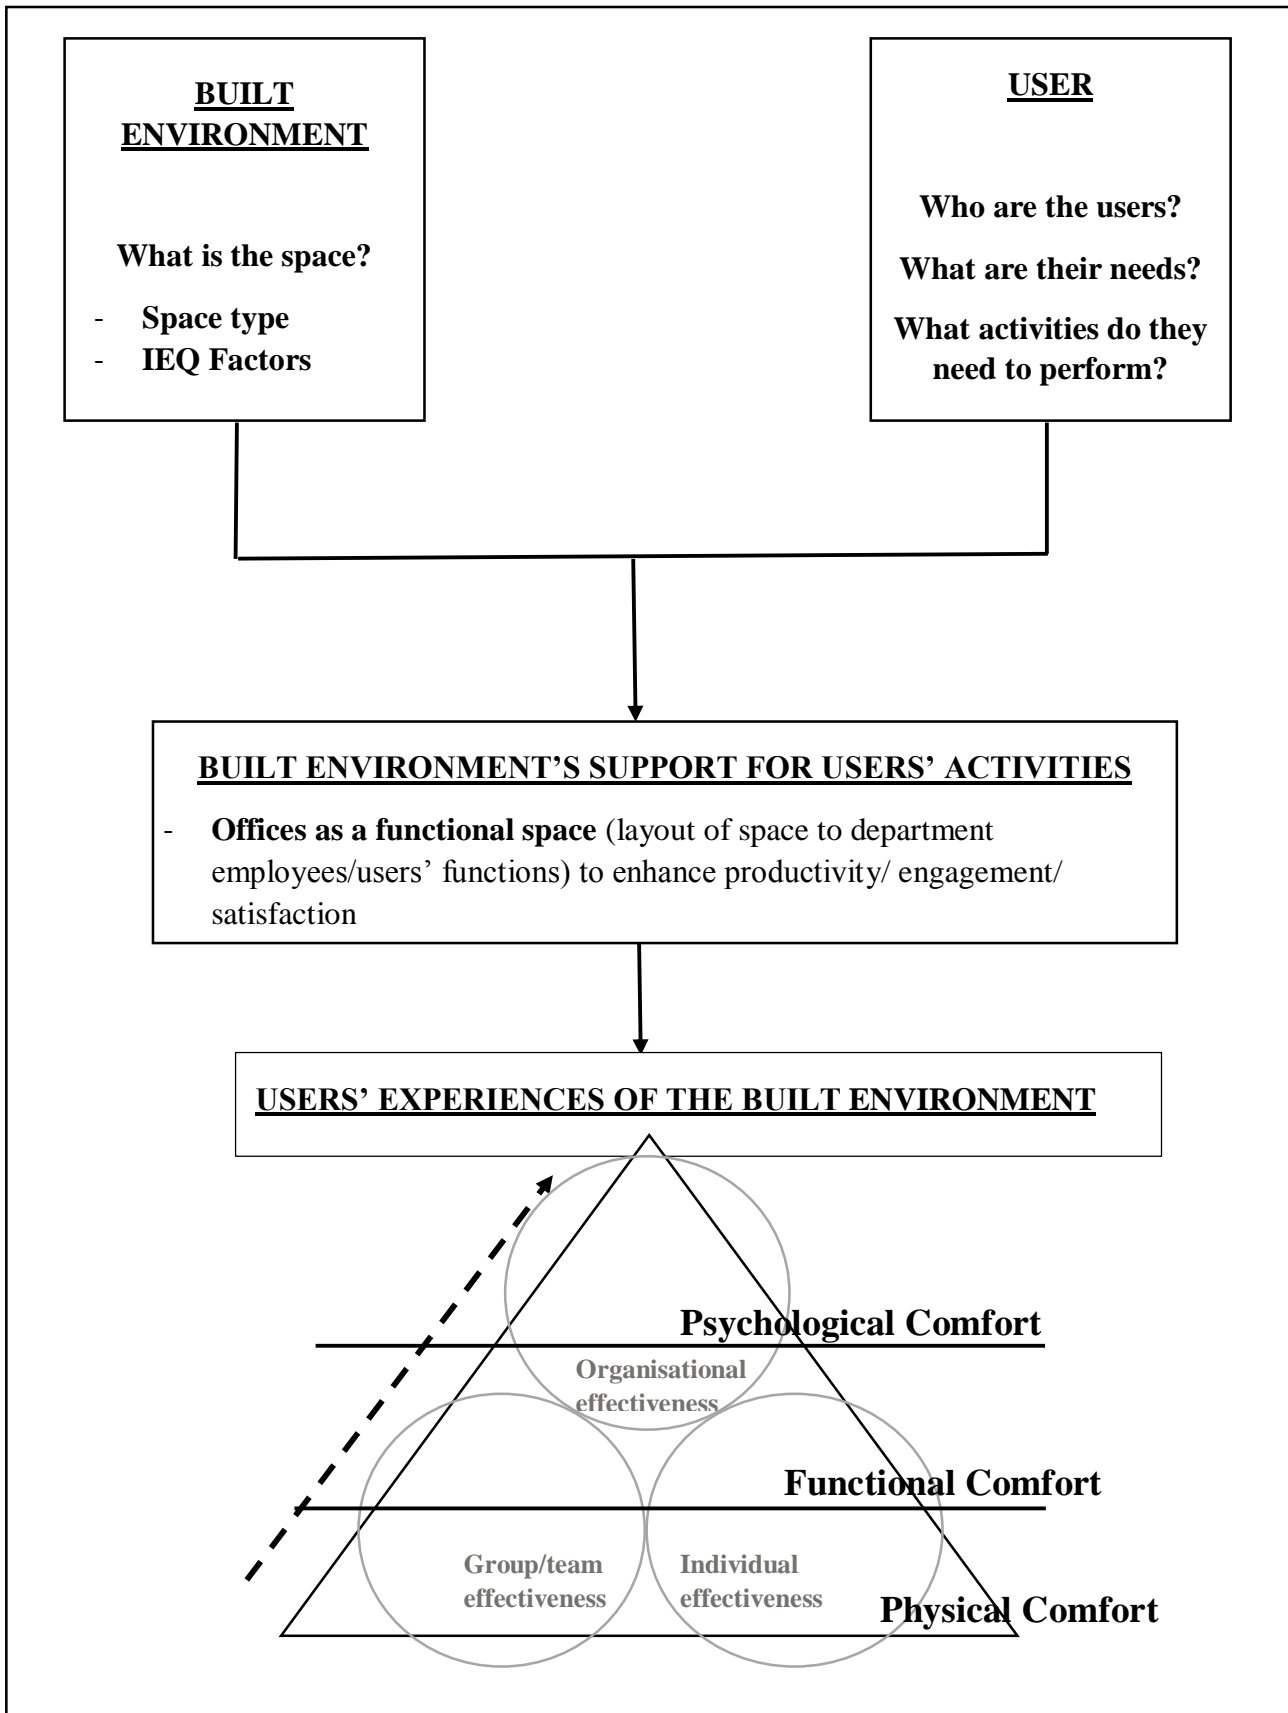 BUILT
ENVIRONMENT
What is the space?
- Space type
- IEQ Factors
USER
Who are the users?
What are their needs?
What activities do they
need to perform?
BUILT ENVIRONMENT’S SUPPORT FOR USERS’ ACTIVITIES
- Offices as a functional space (layout of space to department
employees/users’ functions) to enhance productivity/ engagement/
satisfaction
USERS’ EXPERIENCES OF THE BUILT ENVIRONMENT
Psychological Comfort
Organisational
effectiveness
Functional Comfort
Group/team
effectiveness
Individual
effectiveness
Physical Comfort